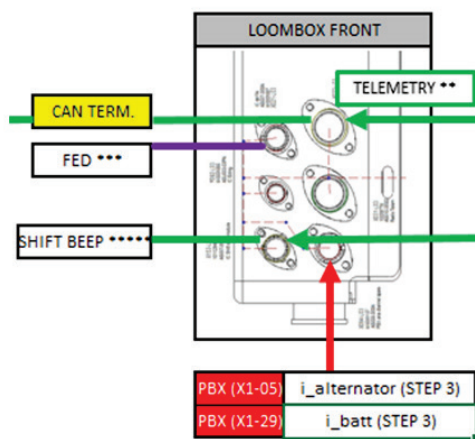 LOOMBOX FRONT
TELEMETRY **
CAN TERM.
FED ***
SHIFT BEEP *****
PBX (X1-05) i_alternator (STEP 3)
PBX (X1-29) i_batt (STEP 3)